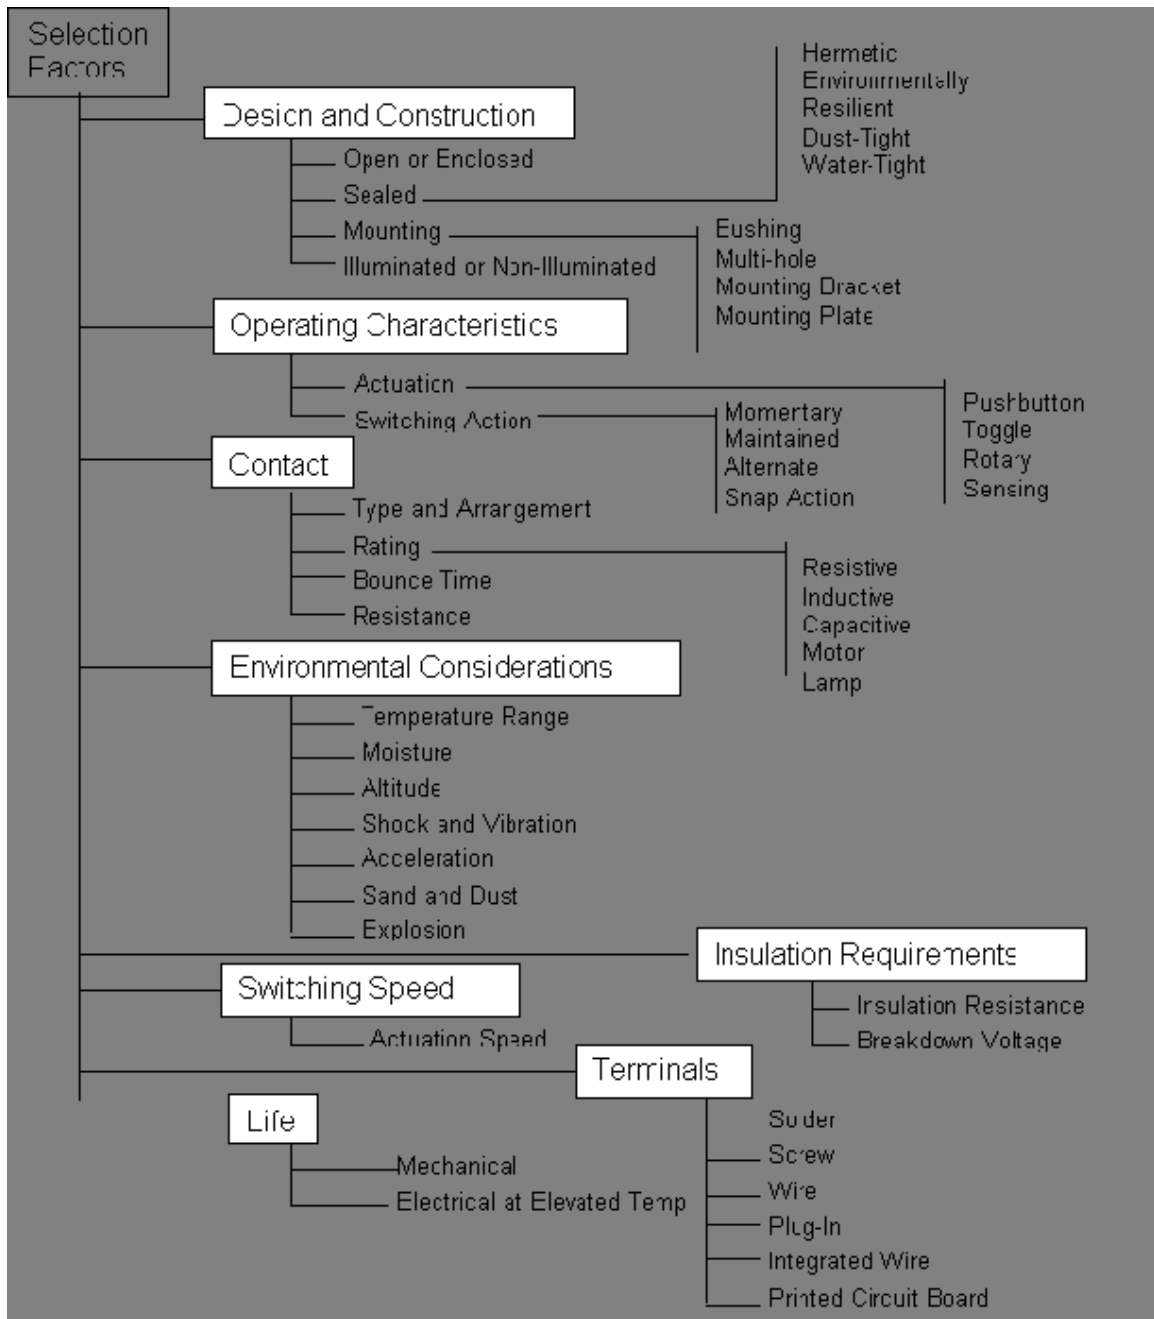 Selection
Factors
Design and Construction
Open or Enclosed
Sealed
Hermetic
Environmentally
Resilient
Dust-Tight
Water-Tight
Mounting
Eushing
Multi-hole
Mounting Dracket
Mounting Plate
Illuminated or Non-Illuminated
Operating Characteristics
Actuation
Pushbutton
Toggle
Rotary
Sensing
Switching Action
Momertary
Maintained
Alternate
Snap Action
Contact
Type and Arrangemert
Rating
Resistive
Inductive
Capacitive
Motor
Lamp
Bounce Time
Resistance
Environmental Considerations
Temperature Range
Moisture
Altitude
Shock and Vibration
Acceleration
Sand and Dust
Explosion
Insulation Requirements
Insulation Resistance
Breakdown Voltage
Switching Speed
Actuation Speed
Terminals
Solder
Screw
Wire
Plug-In
Integrated Wire
Printed Circuit Board
Life
Mechanical
Electrical at Elevated Temp